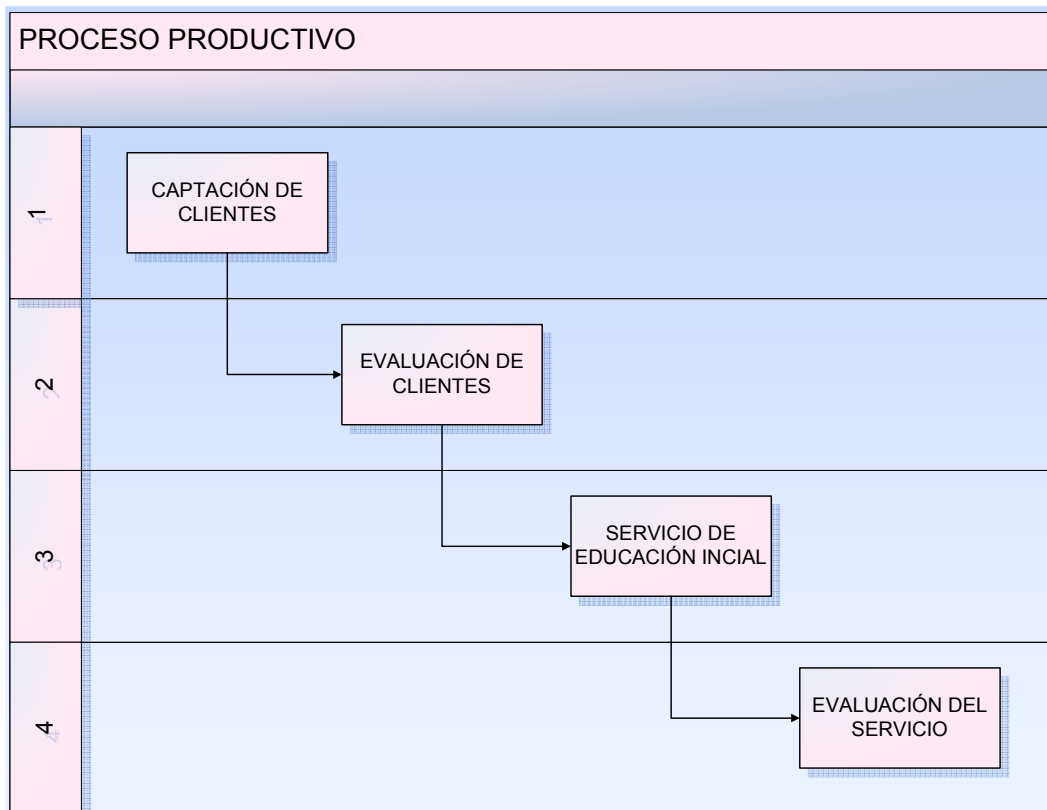 PROCESO PRODUCTIVO
1
CAPTACIÓN DE
CLIENTES
2
EVALUACIÓN DE
CLIENTES
3
SERVICIO DE
EDUCACIÓN INCIAL
4
EVALUACIÓN DEL
SERVICIO